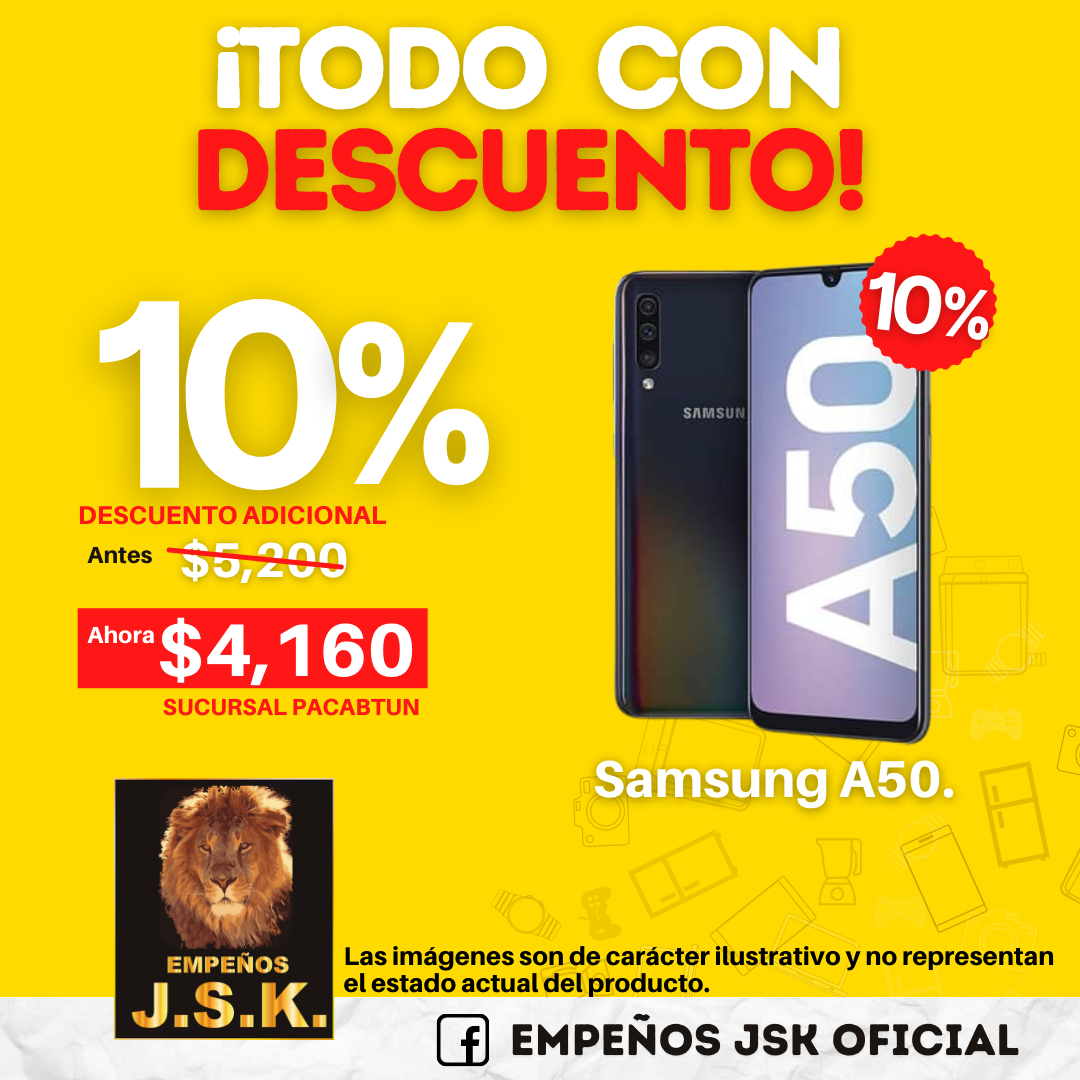 ¡TODO CON
DESCUENTO!
10%
10%
DESCUENTO ADICIONAL
Antes $5,200
Ahora $4,160
SUCURSAL PACABTUN
SAMSUN
A50
Samsung A50.
EMPEÑOS
J.S.K.
Las imágenes son de carácter ilustrativo y no representan
el estado actual del producto.
EMPEÑOS JSK OFICIAL